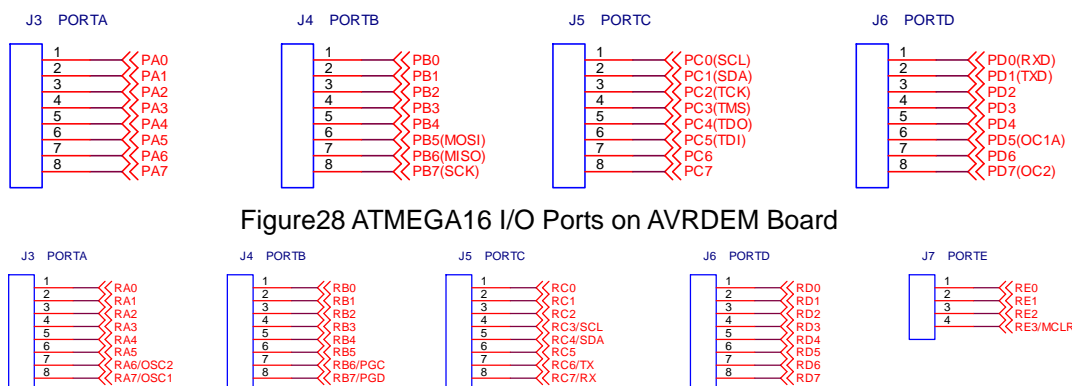 J3 PORTA
1 PA0
2 PA1
3 PA2
4 PA3
5 PA4
6 PA5
7 PA6
8 PA7
J4 PORTB
1 PB0
2 PB1
3 PB2
4 PB3
5 PB4
6 PB5(MOSI)
7 PB6(MISO)
8 PB7(SCK)
J5 PORTC
1 PC0(SCL)
2 PC1(SDA)
3 PC2(TCK)
4 PC3(TMS)
5 PC4(TDO)
6 PC5(TDI)
7 PC6
8 PC7
J6 PORTD
1 PD0(RXD)
2 PD1(TXD)
3 PD2
4 PD3
5 PD4
6 PD5(OC1A)
7 PD6
8 PD7(OC2)
Figure28 ATMEGA16 I/O Ports on AVRDEM Board
J3 PORTA
1 RA0
2 RA1
3 RA2
4 RA3
5 RA4
6 RA5
7 RA6/OSC2
8 RA7/OSC1
J4 PORTB
1 RB0
2 RB1
3 RB2
4 RB3
5 RB4
6 RB5
7 RB6/PGC
8 RB7/PGD
J5 PORTC
1 RC0
2 RC1
3 RC2
4 RC3/SCL
5 RC4/SDA
6 RC5
7 RC6/TX
8 RC7/RX
J6 PORTD
1 RD0
2 RD1
3 RD2
4 RD3
5 RD4
6 RD5
7 RD6
8 RD7
J7 PORTE
1 RE0
2 RE1
3 RE2
4 RE3/MCLR